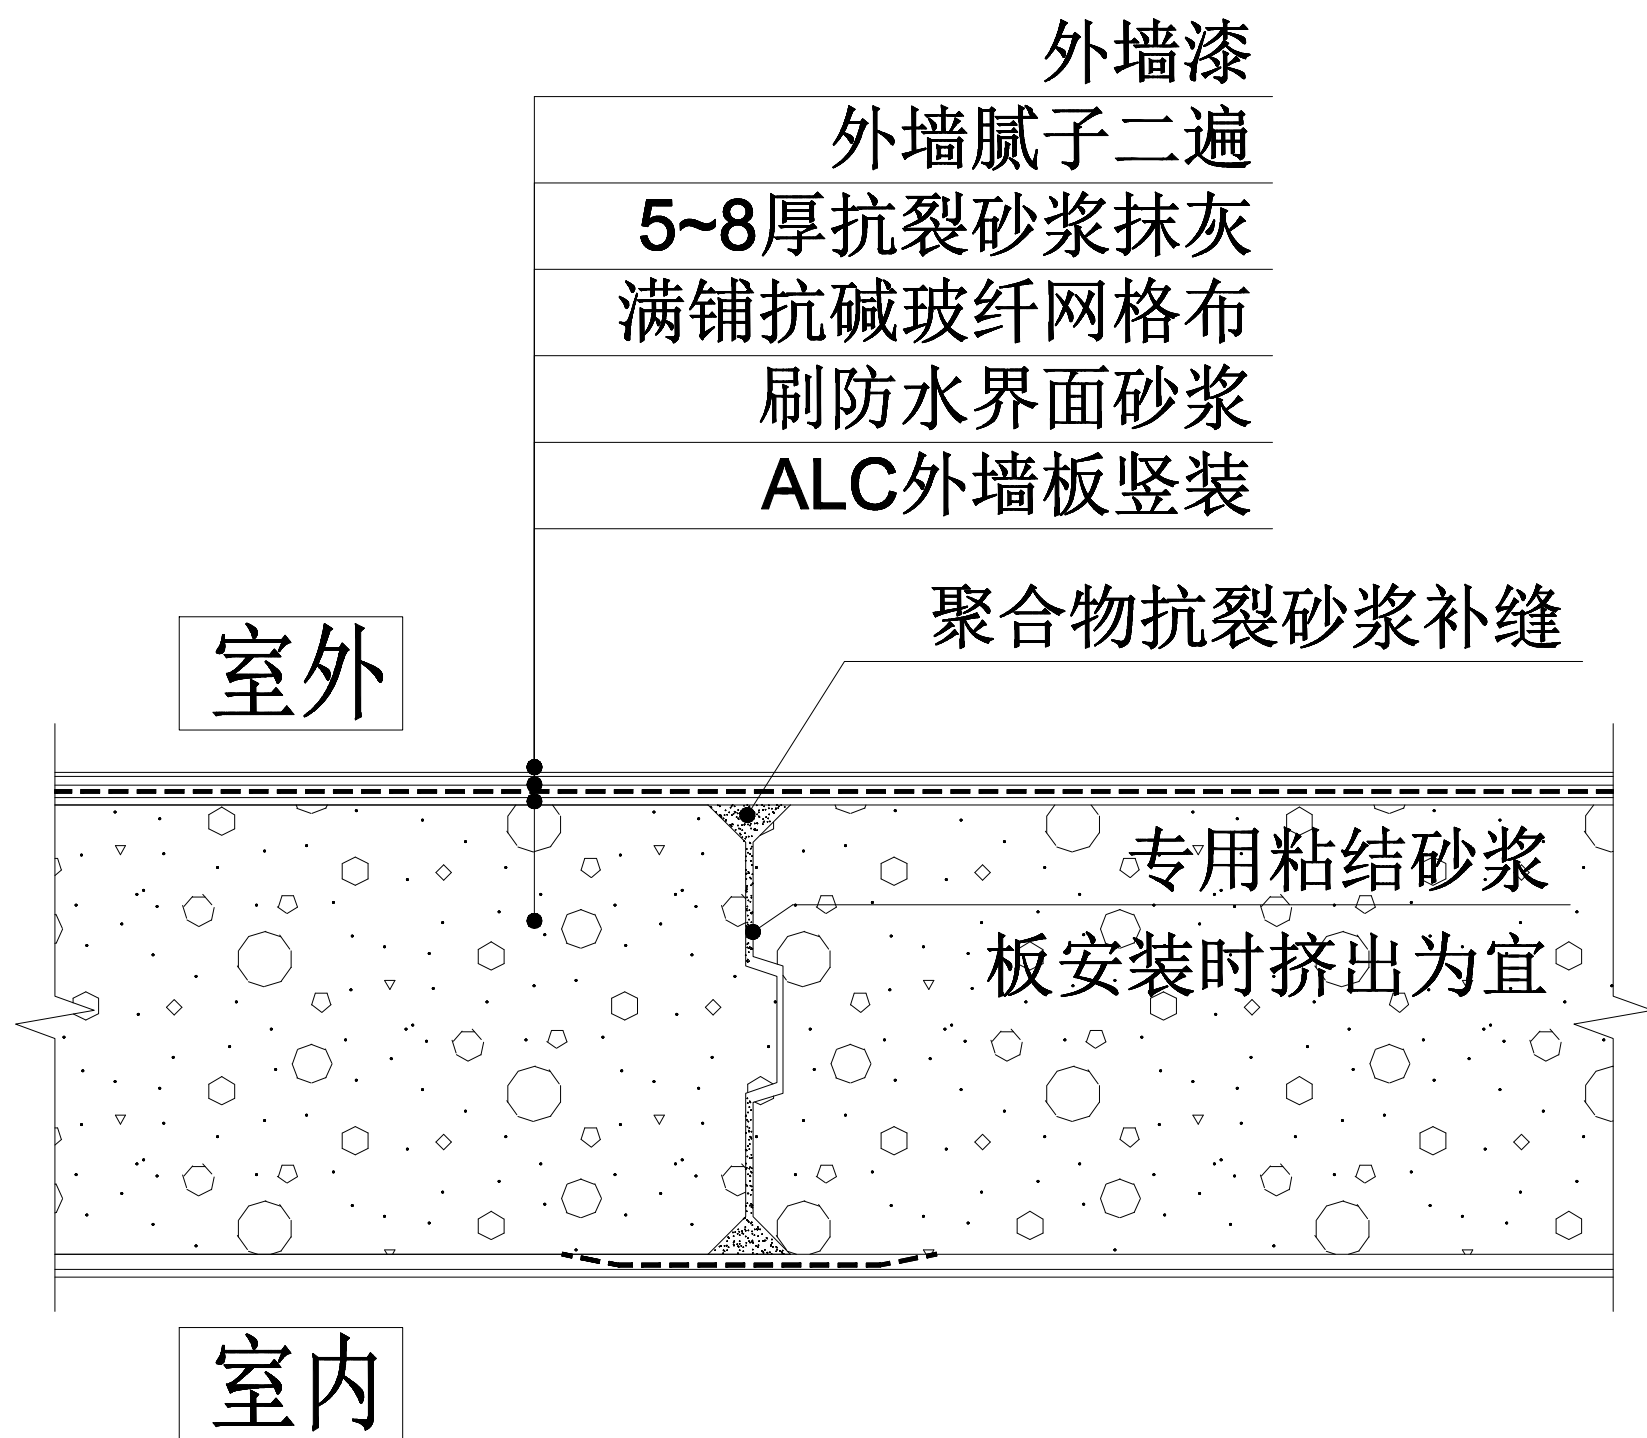 外墙漆
外墙腻子二遍
5~8厚抗裂砂浆抹灰
满铺抗碱玻纤网格布
刷防水界面砂浆
ALC外墙板竖装
聚合物抗裂砂浆补缝
室外
专用粘结砂浆
板安装时挤出为宜
室内